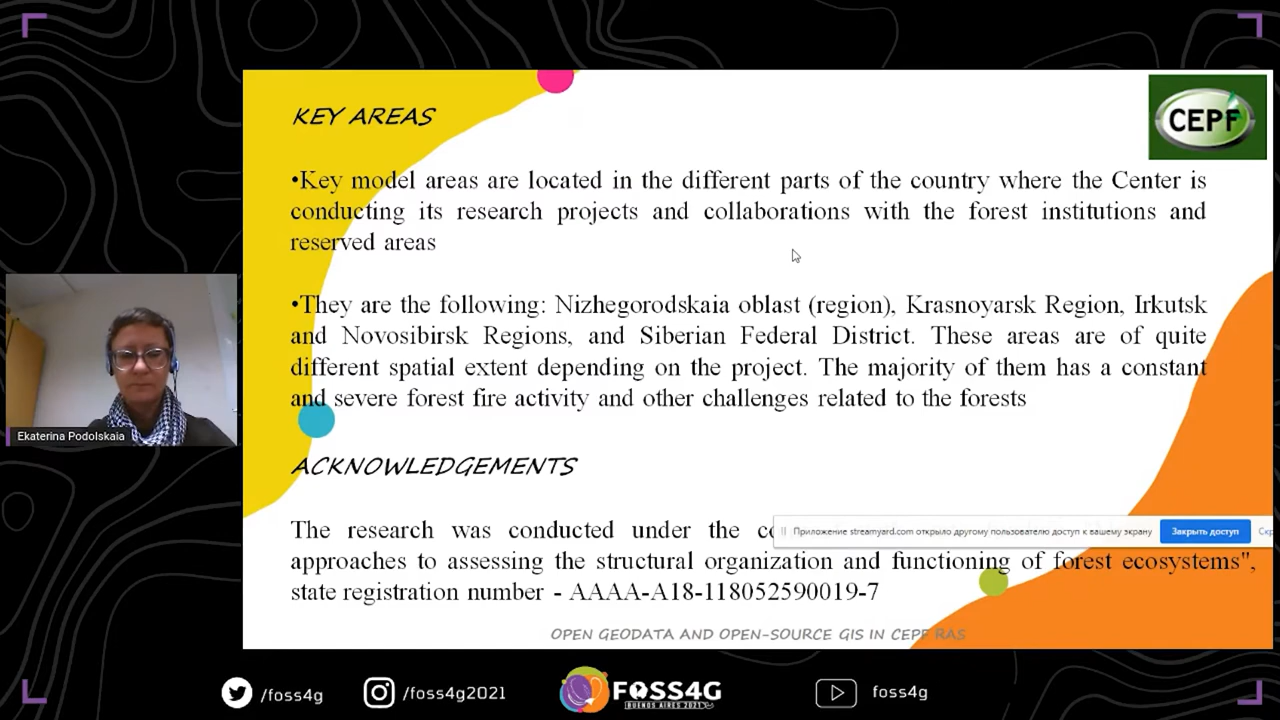 KEY AREAS
CEPF
•Key model areas are located in the different parts of the country where the Center is
conducting its research projects and collaborations with the forest institutions and
reserved areas
•They are the following: Nizhegorodskaia oblast (region), Krasnoyarsk Region, Irkutsk
and Novosibirsk Regions, and Siberian Federal District. These areas are of quite
different spatial extent depending on the project. The majority of them has a constant
and severe forest fire activity and other challenges related to the forests
Ekaterina Podolskaia
ACKNOWLEDGEMENTS
The research was conducted under the
Приложение streamyard.com открыло другому пользователю доступ к вашему экрану
Закрыть доступ
approaches to assessing the structural organization and functioning of forest ecosystems",
state registration number - AAAA-A18-118052590019-7
OPEN GEODATA AND OPEN-SOURCE GIS IN CEPF RAS
/foss4g
/foss4g2021
FOSS4G
BUENOS AIRES 2021
foss4g